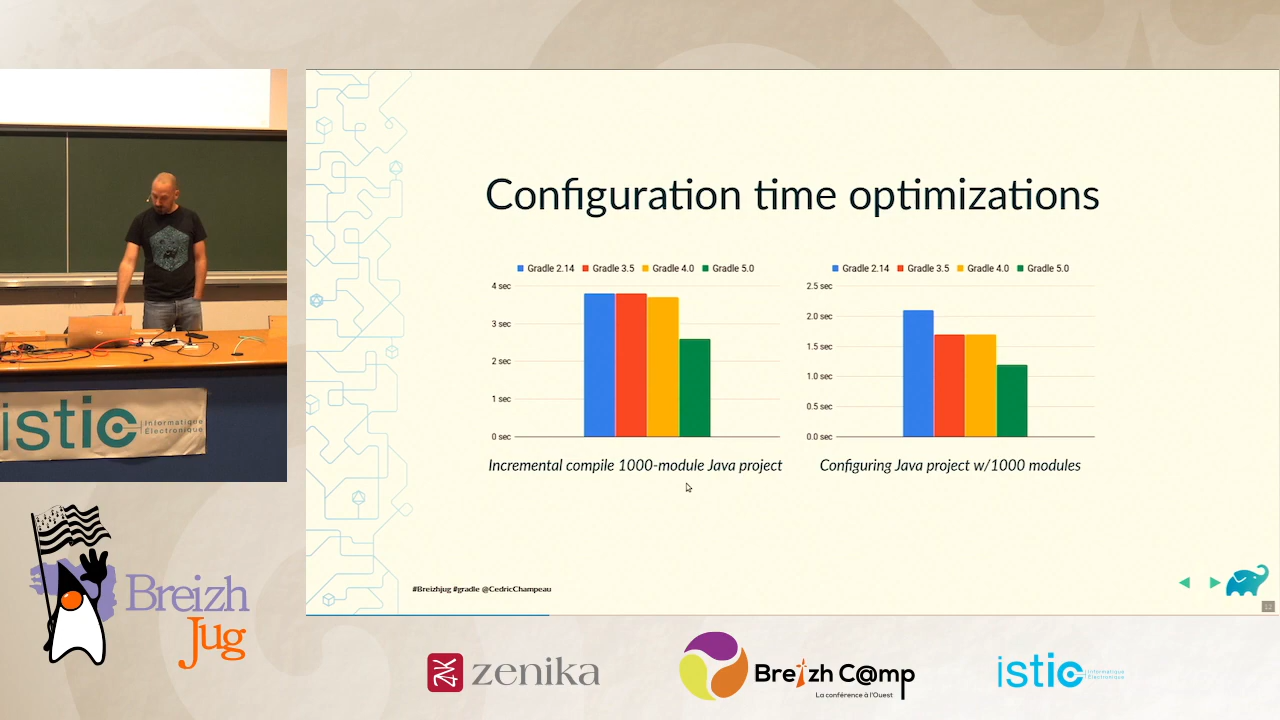 Configuration time optimizations
Gradle 2.14 Gradle 3.5 Gradle 4.0 Gradle 5.0
4 sec
3 sec
2 sec
1 sec
0 sec
Incremental compile 1000-module Java project
Gradle 2.14 Gradle 3.5 Gradle 4.0 Gradle 5.0
2.5 sec
2.0 sec
1.5 sec
1.0 sec
0.5 sec
0.0 sec
Configuring Java project w/1000 modules
#Breizhjug #gradle @CedricChampeau
12
istic Informatique
Électronique
Breizh
Jug
zenika
Breizh C@mp
La conférence à l'Ouest
istic Informatique
Électronique